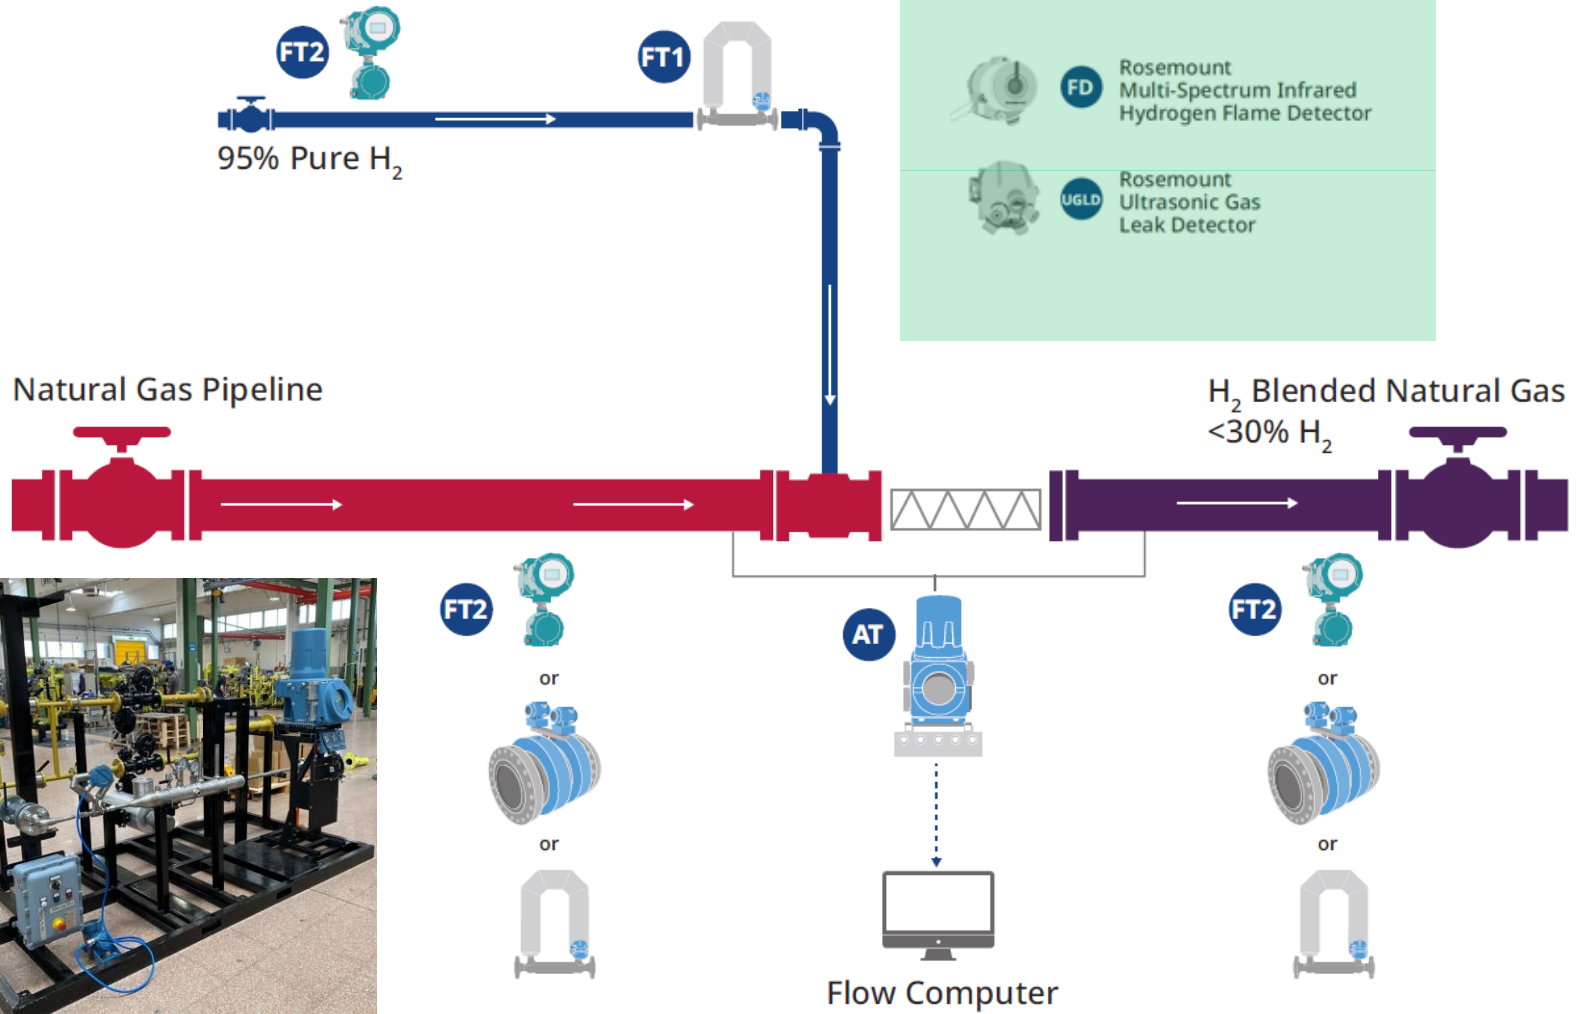 FT2
FT1
95% Pure H₂
FD
Rosemount
Multi-Spectrum Infrared
Hydrogen Flame Detector
UGLD
Rosemount
Ultrasonic Gas
Leak Detector
Natural Gas Pipeline
H₂ Blended Natural Gas
<30% H₂
FT2
or
or
AT
Flow Computer
FT2
or
or